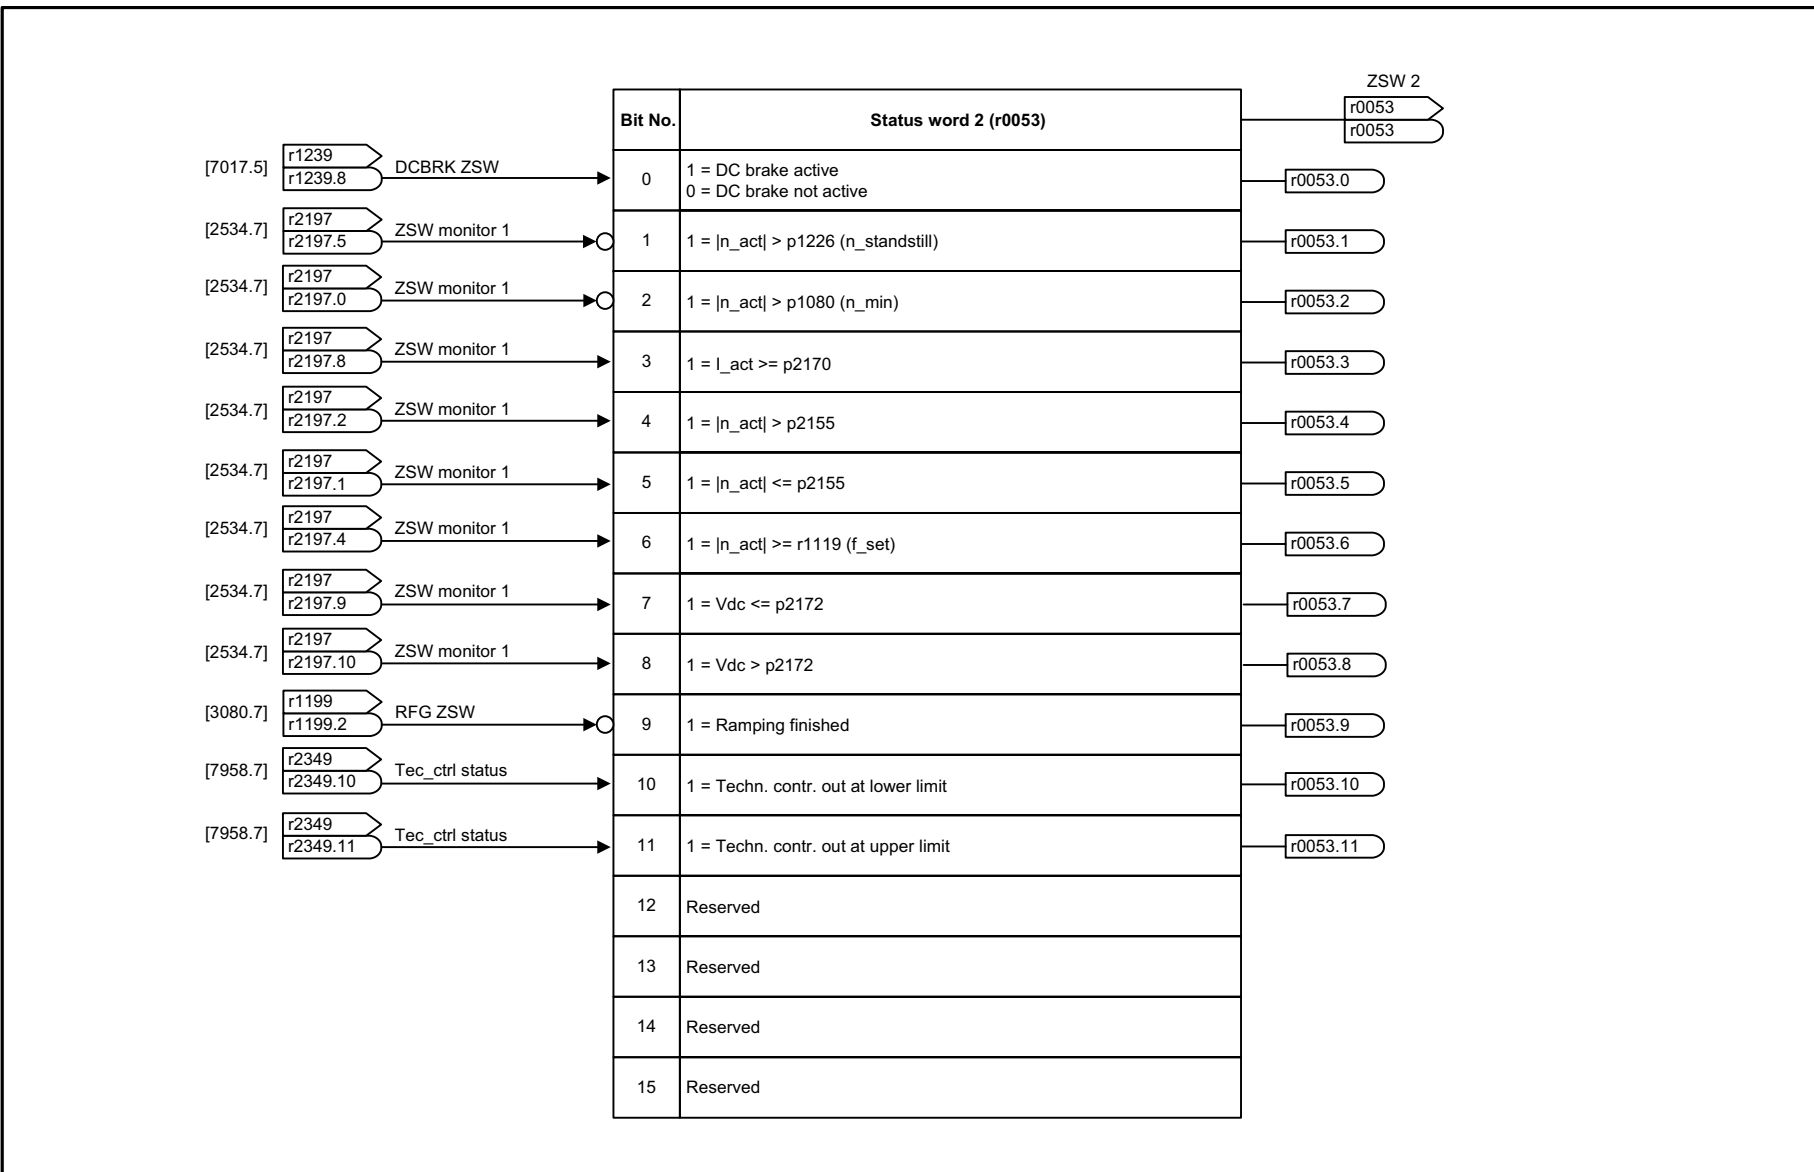 ZSW 2
r0053
r0053
Bit No. Status word 2 (r0053)
[7017.5] r1239 DCBRK ZSW
r1239.8
0 1 = DC brake active
0 = DC brake not active
r0053.0
[2534.7] r2197 ZSW monitor 1
r2197.5
1 1 = |n_act| > p1226 (n_standstill) r0053.1
[2534.7] r2197 ZSW monitor 1
r2197.0
2 1 = |n_act| > p1080 (n_min) r0053.2
[2534.7] r2197 ZSW monitor 1
r2197.8
3 1 = I_act >= p2170 r0053.3
[2534.7] r2197 ZSW monitor 1
r2197.2
4 1 = |n_act| > p2155 r0053.4
[2534.7] r2197 ZSW monitor 1
r2197.1
5 1 = |n_act| <= p2155 r0053.5
[2534.7] r2197 ZSW monitor 1
r2197.4
6 1 = |n_act| >= r1119 (f_set) r0053.6
[2534.7] r2197 ZSW monitor 1
r2197.9
7 1 = Vdc <= p2172 r0053.7
[2534.7] r2197 ZSW monitor 1
r2197.10
8 1 = Vdc > p2172 r0053.8
[3080.7] r1199 RFG ZSW
r1199.2
9 1 = Ramping finished r0053.9
[7958.7] r2349 Tec_ctrl status
r2349.10
10 1 = Techn. contr. out at lower limit r0053.10
[7958.7] r2349 Tec_ctrl status
r2349.11
11 1 = Techn. contr. out at upper limit r0053.11
12 Reserved
13 Reserved
14 Reserved
15 Reserved